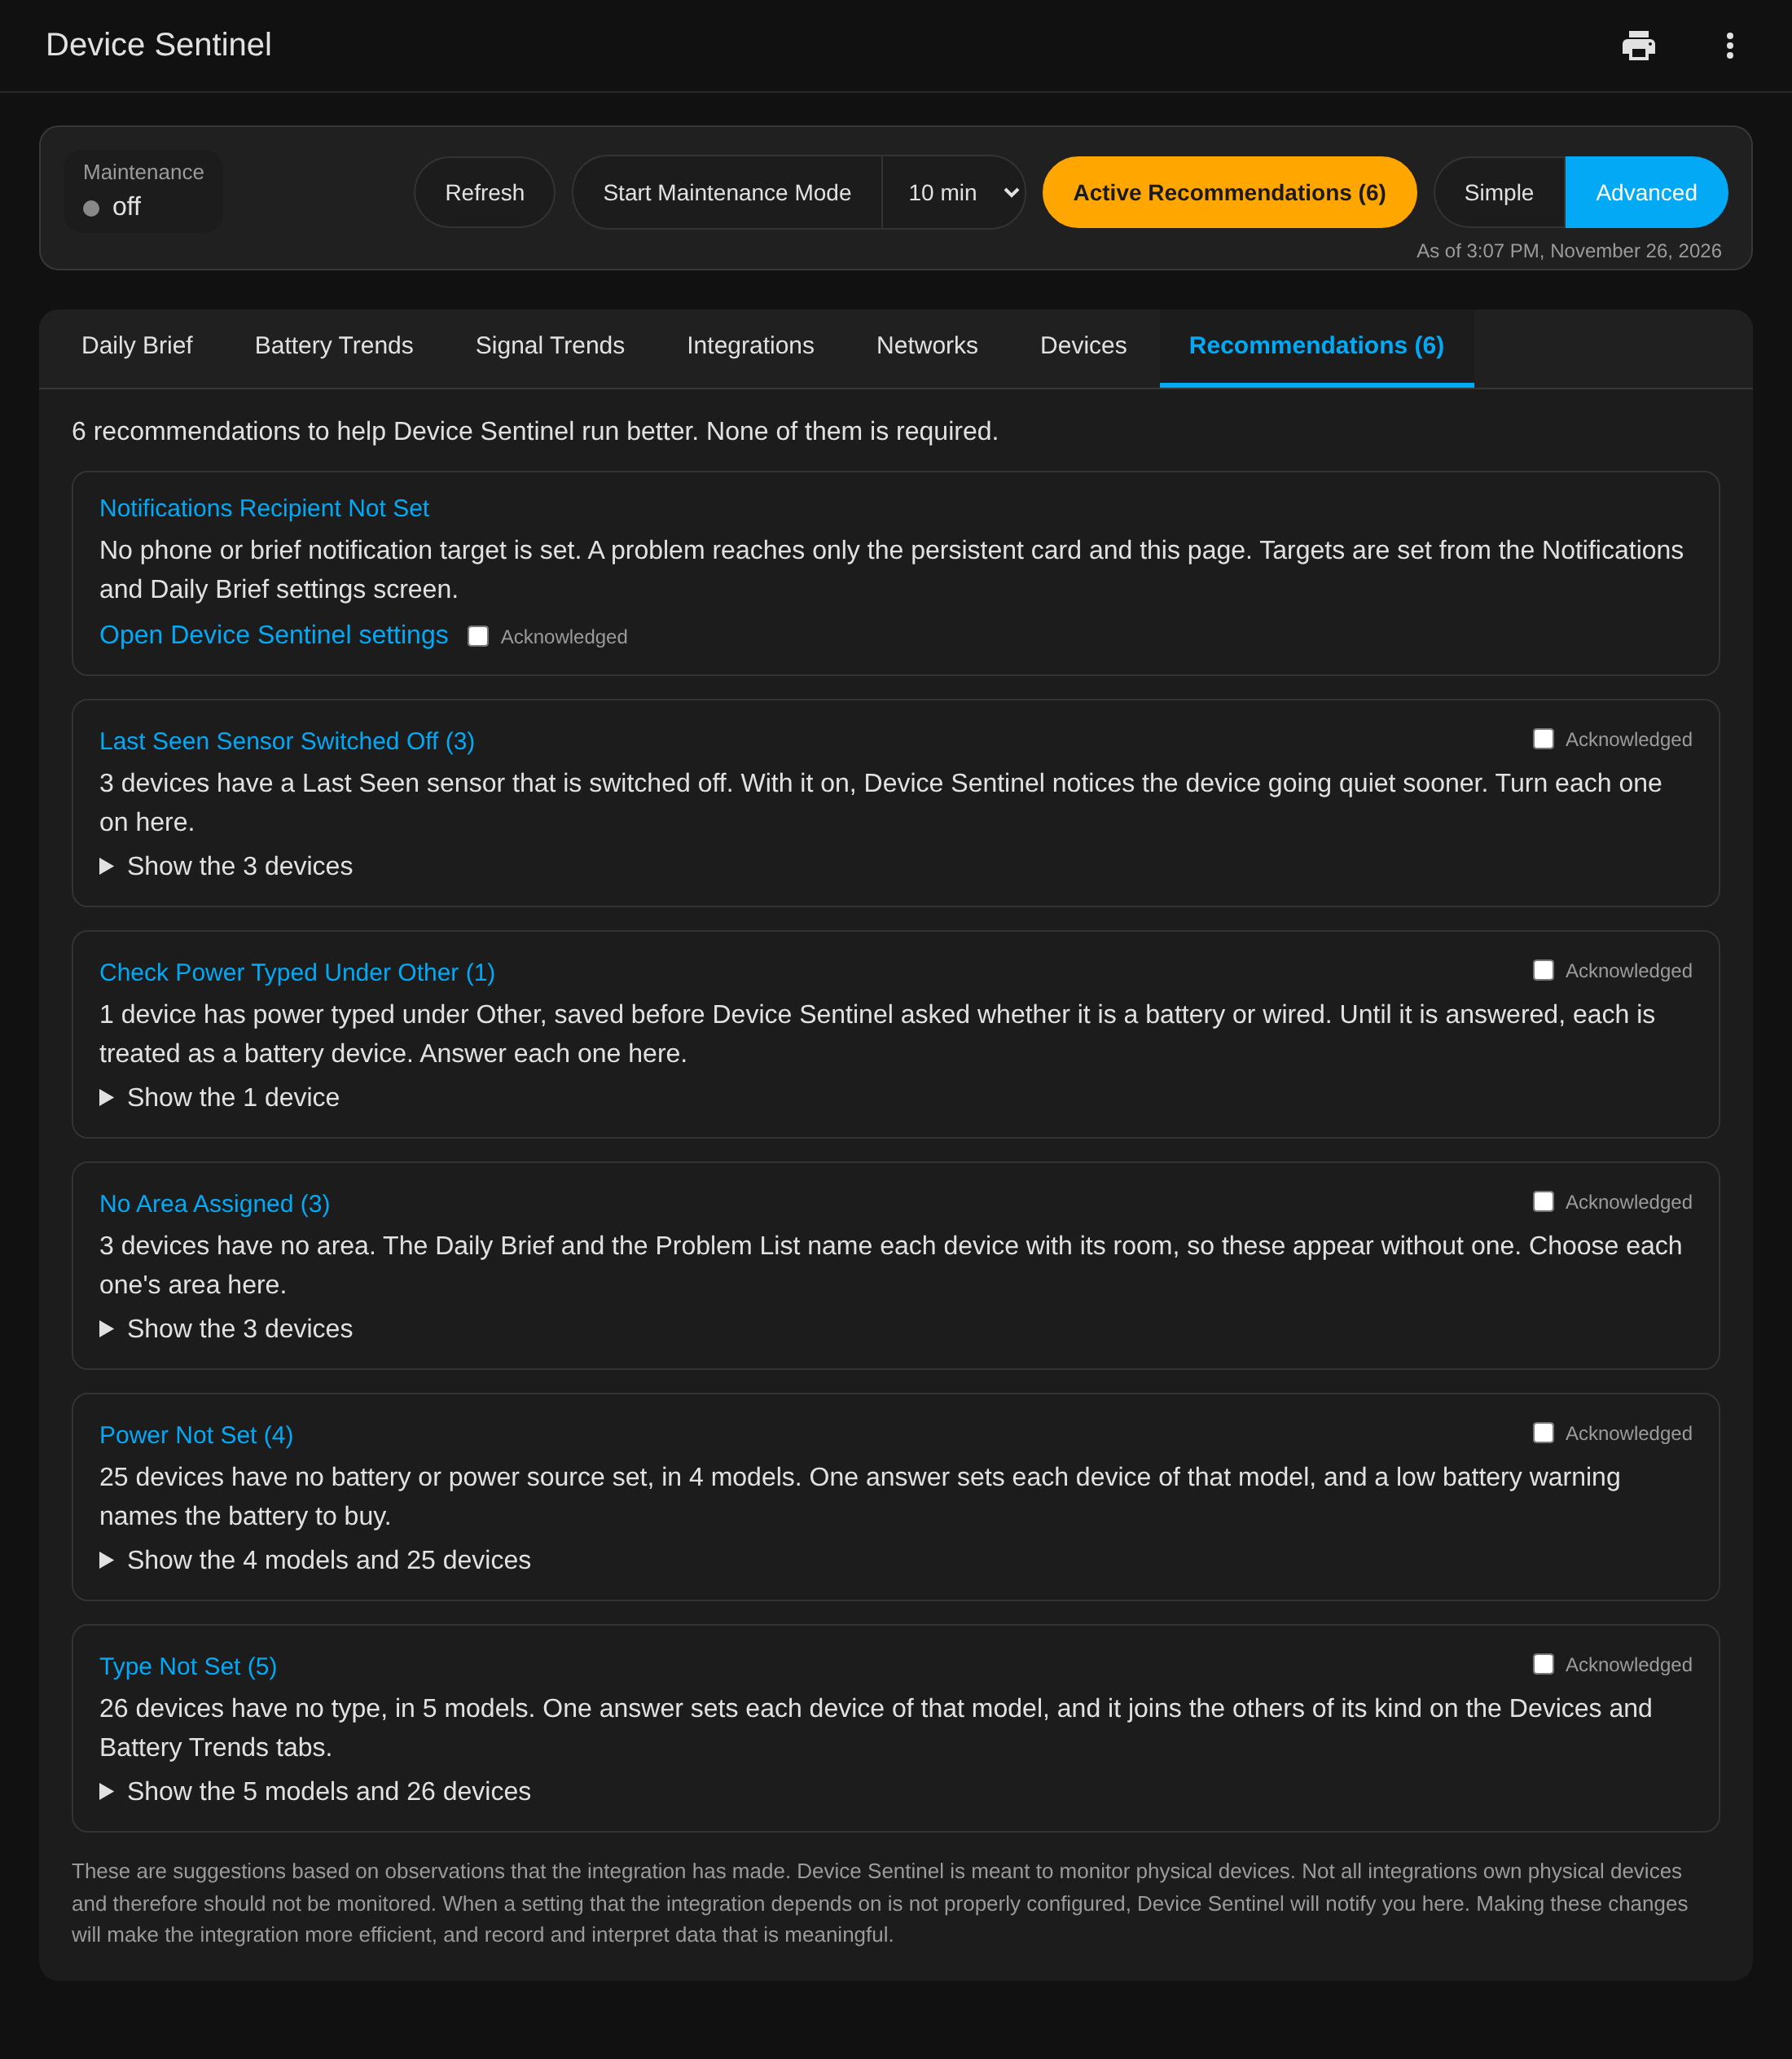 Device Sentinel
Maintenance
off
Refresh
Start Maintenance Mode
10 min
Active Recommendations (6)
Simple
Advanced
As of 3:07 PM, November 26, 2026
Daily Brief
Battery Trends
Signal Trends
Integrations
Networks
Devices
Recommendations (6)
6 recommendations to help Device Sentinel run better. None of them is required.
Notifications Recipient Not Set
No phone or brief notification target is set. A problem reaches only the persistent card and this page. Targets are set from the Notifications
and Daily Brief settings screen.
Open Device Sentinel settings
Acknowledged
Last Seen Sensor Switched Off (3)
Acknowledged
3 devices have a Last Seen sensor that is switched off. With it on, Device Sentinel notices the device going quiet sooner. Turn each one
on here.
Show the 3 devices
Check Power Typed Under Other (1)
Acknowledged
1 device has power typed under Other, saved before Device Sentinel asked whether it is a battery or wired. Until it is answered, each is
treated as a battery device. Answer each one here.
Show the 1 device
No Area Assigned (3)
Acknowledged
3 devices have no area. The Daily Brief and the Problem List name each device with its room, so these appear without one. Choose each
one's area here.
Show the 3 devices
Power Not Set (4)
Acknowledged
25 devices have no battery or power source set, in 4 models. One answer sets each device of that model, and a low battery warning
names the battery to buy.
Show the 4 models and 25 devices
Type Not Set (5)
Acknowledged
26 devices have no type, in 5 models. One answer sets each device of that model, and it joins the others of its kind on the Devices and
Battery Trends tabs.
Show the 5 models and 26 devices
These are suggestions based on observations that the integration has made. Device Sentinel is meant to monitor physical devices. Not all integrations own physical devices
and therefore should not be monitored. When a setting that the integration depends on is not properly configured, Device Sentinel will notify you here. Making these changes
will make the integration more efficient, and record and interpret data that is meaningful.